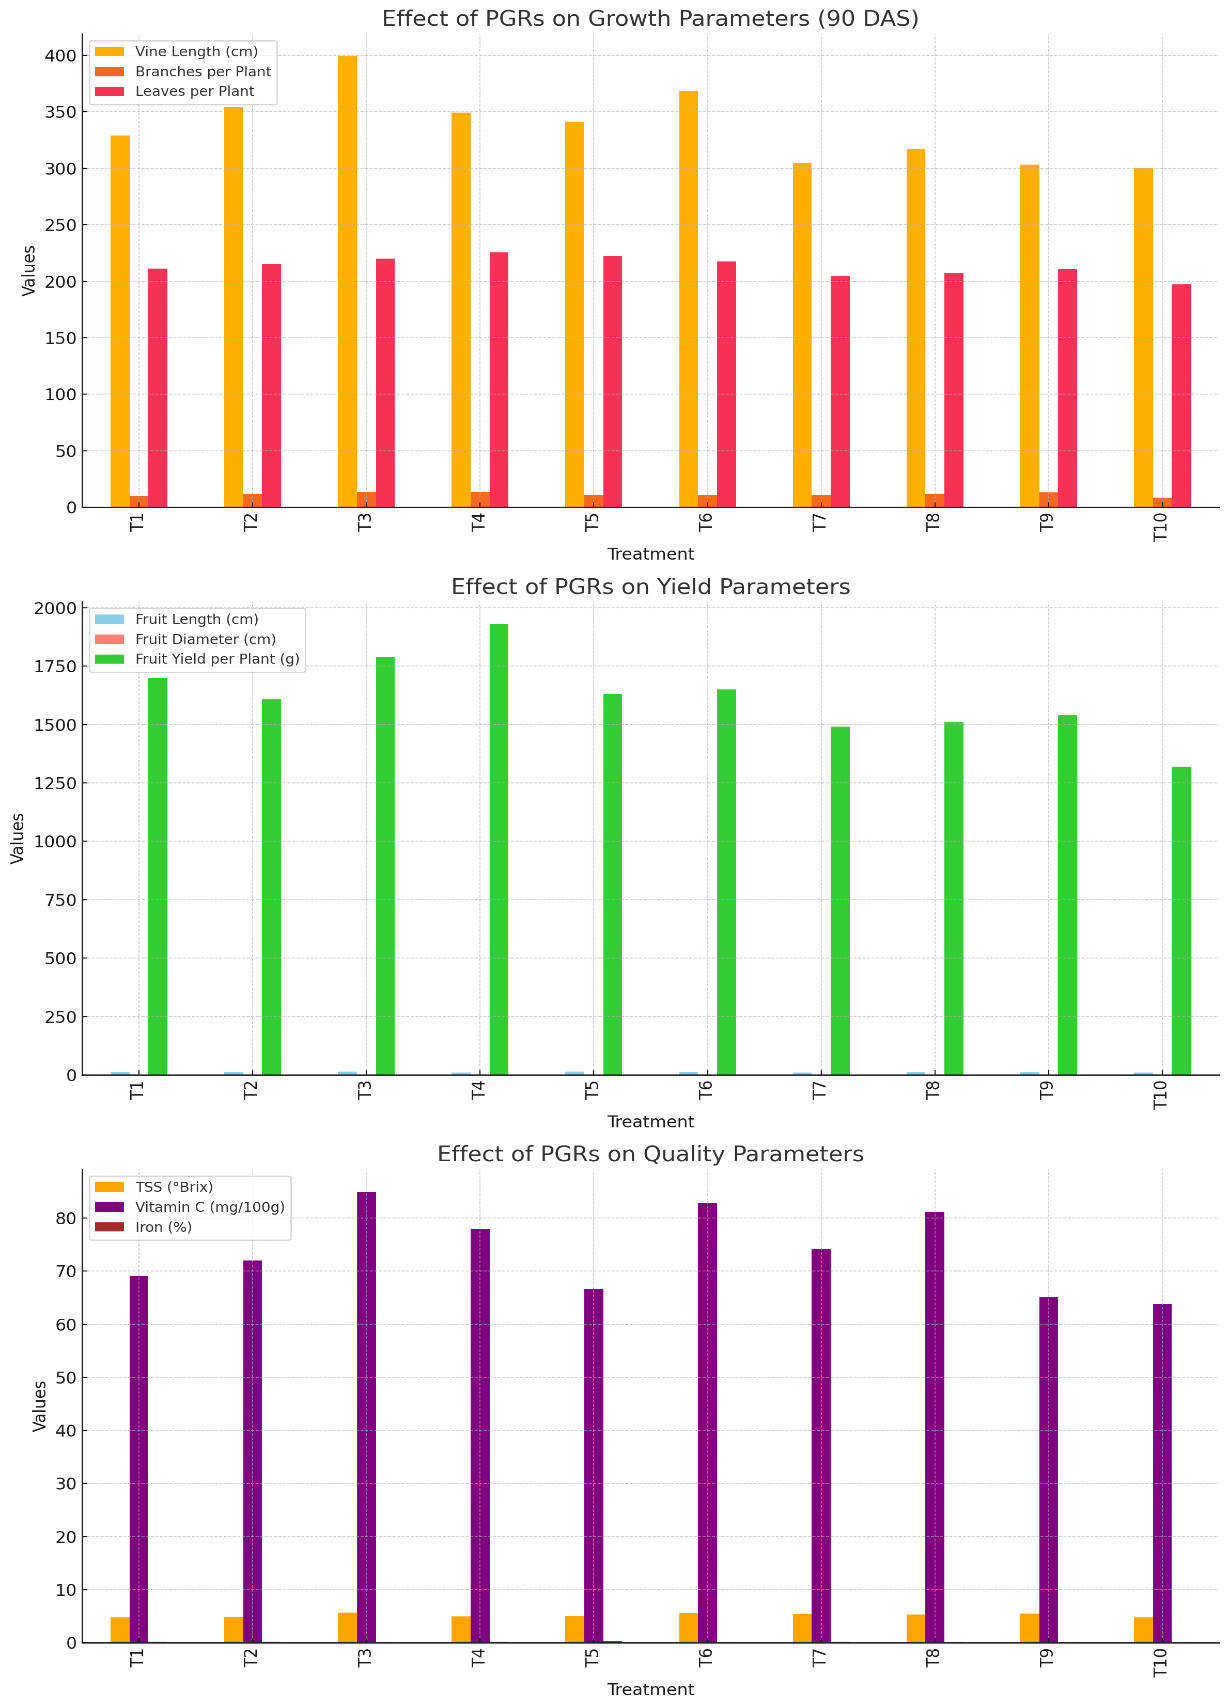 Effect of PGRs on Growth Parameters (90 DAS)
Vine Length (cm)
Branches per Plant
Leaves per Plant
400
350
300
250
200
150
100
50
0
Values
T1 T2 T3 T4 T5 T6 T7 T8 T9 T10
Treatment
Effect of PGRs on Yield Parameters
Fruit Length (cm)
Fruit Diameter (cm)
Fruit Yield per Plant (g)
2000
1750
1500
1250
1000
750
500
250
0
Values
T1 T2 T3 T4 T5 T6 T7 T8 T9 T10
Treatment
Effect of PGRs on Quality Parameters
TSS (°Brix)
Vitamin C (mg/100g)
Iron (%)
80
70
60
50
40
30
20
10
0
Values
T1 T2 T3 T4 T5 T6 T7 T8 T9 T10
Treatment